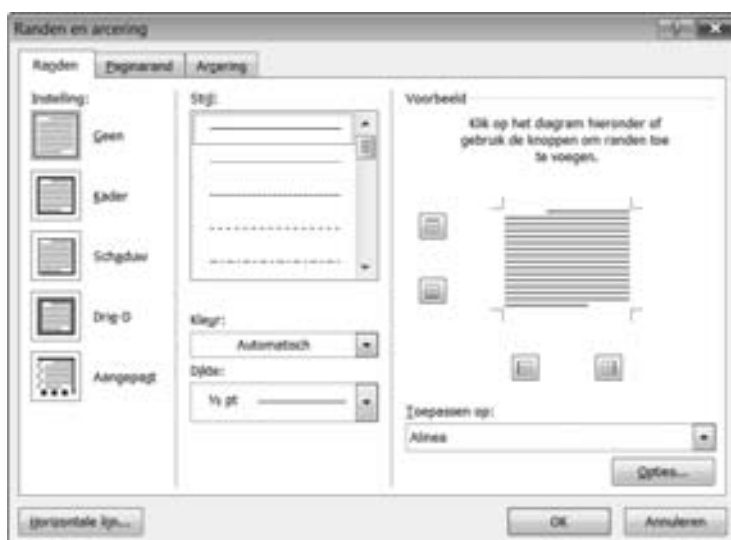 Randen en arcering
Randen Paginarand Arcering
Instelling:
Geen
Kader
Schaduw
Drie-D
Aangepast
Stijl:
Kleur:
Automatisch
Dikte:
½ pt
Voorbeeld
Klik op het diagram hieronder of
gebruik de knoppen om randen toe
te voegen.
Toepassen op:
Alinea
Opties...
Horizontale lijn...
OK
Annuleren